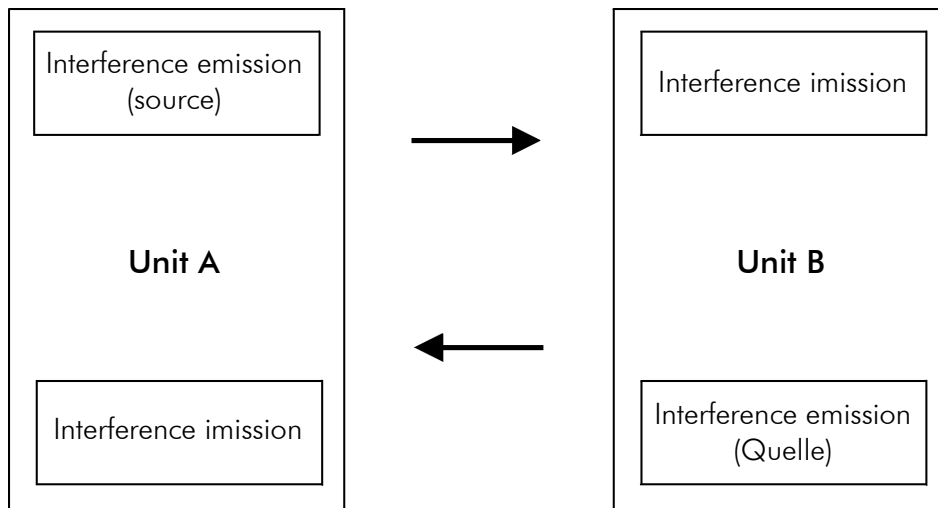 Interference emission
(source)
Unit A
Interference imission
Interference imission
Unit B
Interference emission
(Quelle)